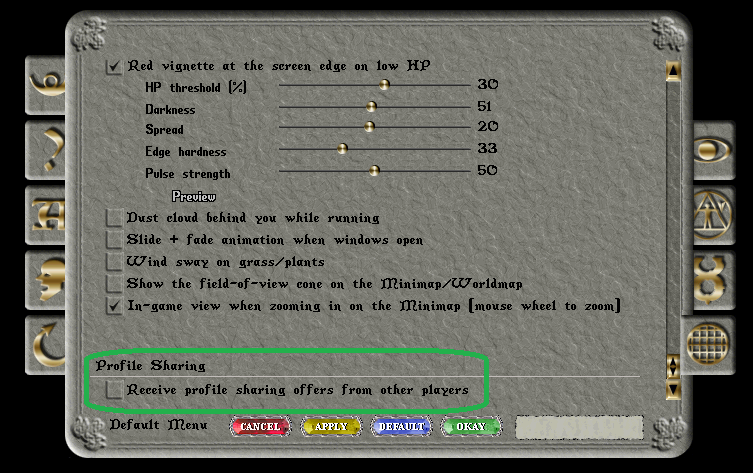 Red vignette at the screen edge on low HP
HP threshold (%) 30
Darkness 51
Spread 20
Edge hardness 33
Pulse strength 50
Preview
Dust cloud behind you while running
Slide + fade animation when windows open
Wind sway on grass/plants
Show the field-of-view cone on the Minimap/Worldmap
In-game view when zooming in on the Minimap (mouse wheel to zoom)
Profile Sharing
Receive profile sharing offers from other players
Default Menu CANCEL APPLY DEFAULT OKAY